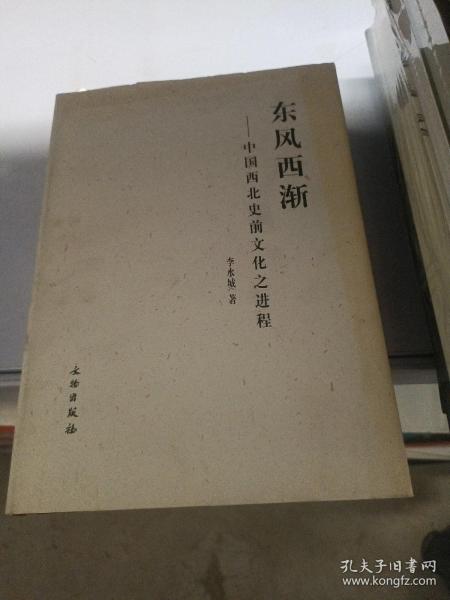 东风西渐
——中国西北史前文化之进程
李水城 著
文物出版社
孔夫子旧书网
www.kongfz.com